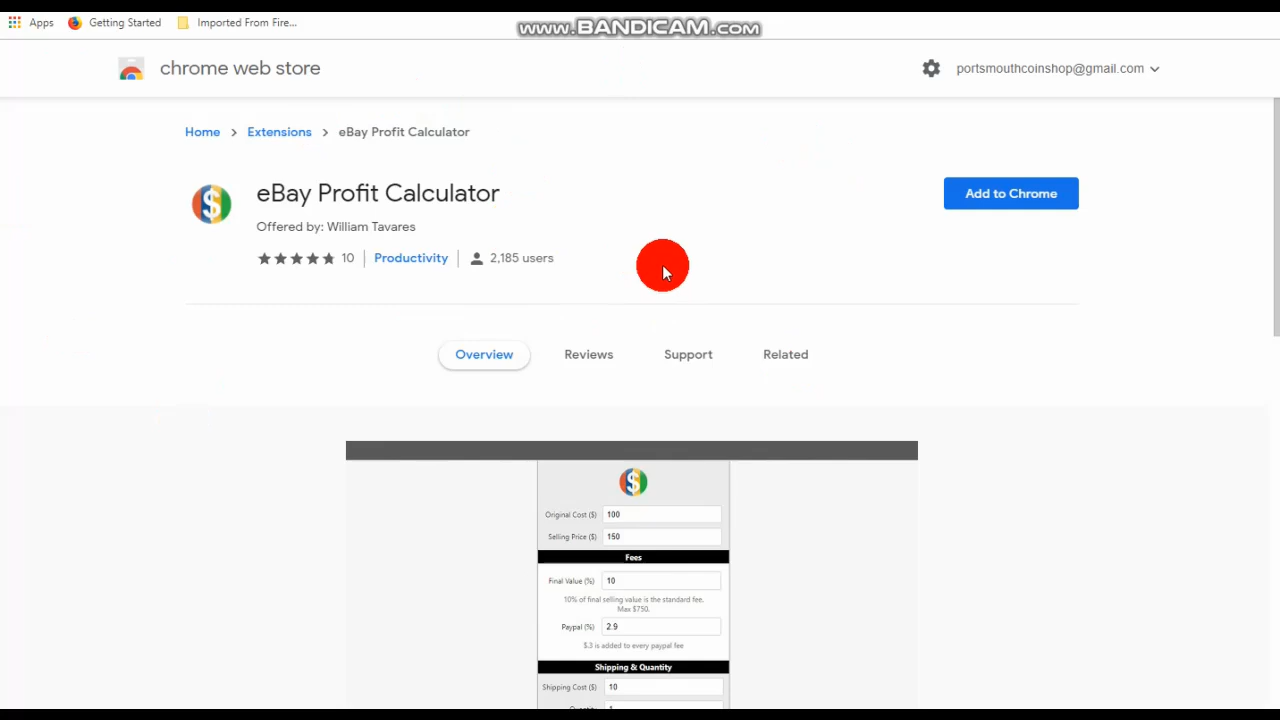 Apps Getting Started Imported From Fire...
www.BANDICAM.com
chrome web store
portsmouthcoinshop@gmail.com
Home > Extensions > eBay Profit Calculator
eBay Profit Calculator
Add to Chrome
Offered by: William Tavares
10 | Productivity | 2,185 users
Overview Reviews Support Related
Original Cost ($) 100
Selling Price ($) 150
Fees
Final Value (%) 10
10% of final selling value is the standard fee.
Max $750.
Paypal (%) 2.9
$.3 is added to every paypal fee
Shipping & Quantity
Shipping Cost ($) 10